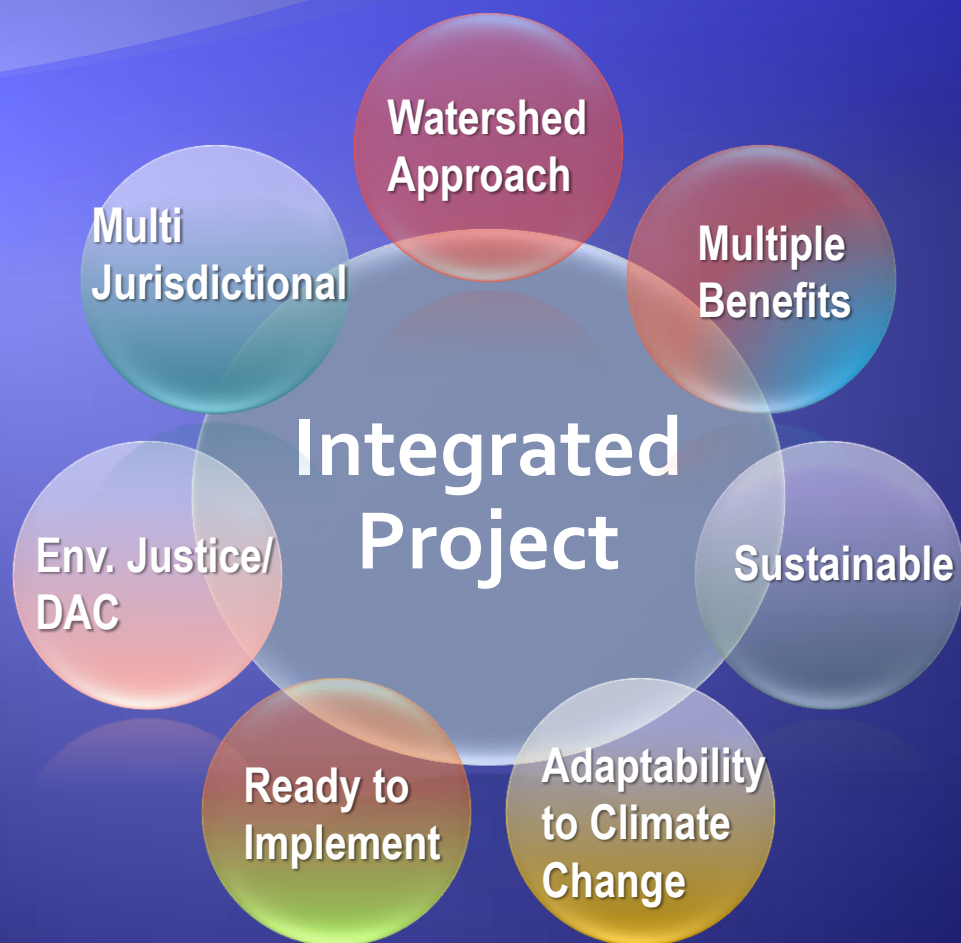 Watershed
Approach
Multiple
Benefits
Sustainable
Adaptability
to Climate
Change
Ready to
Implement
Env. Justice/
DAC
Multi
Jurisdictional
Integrated
Project